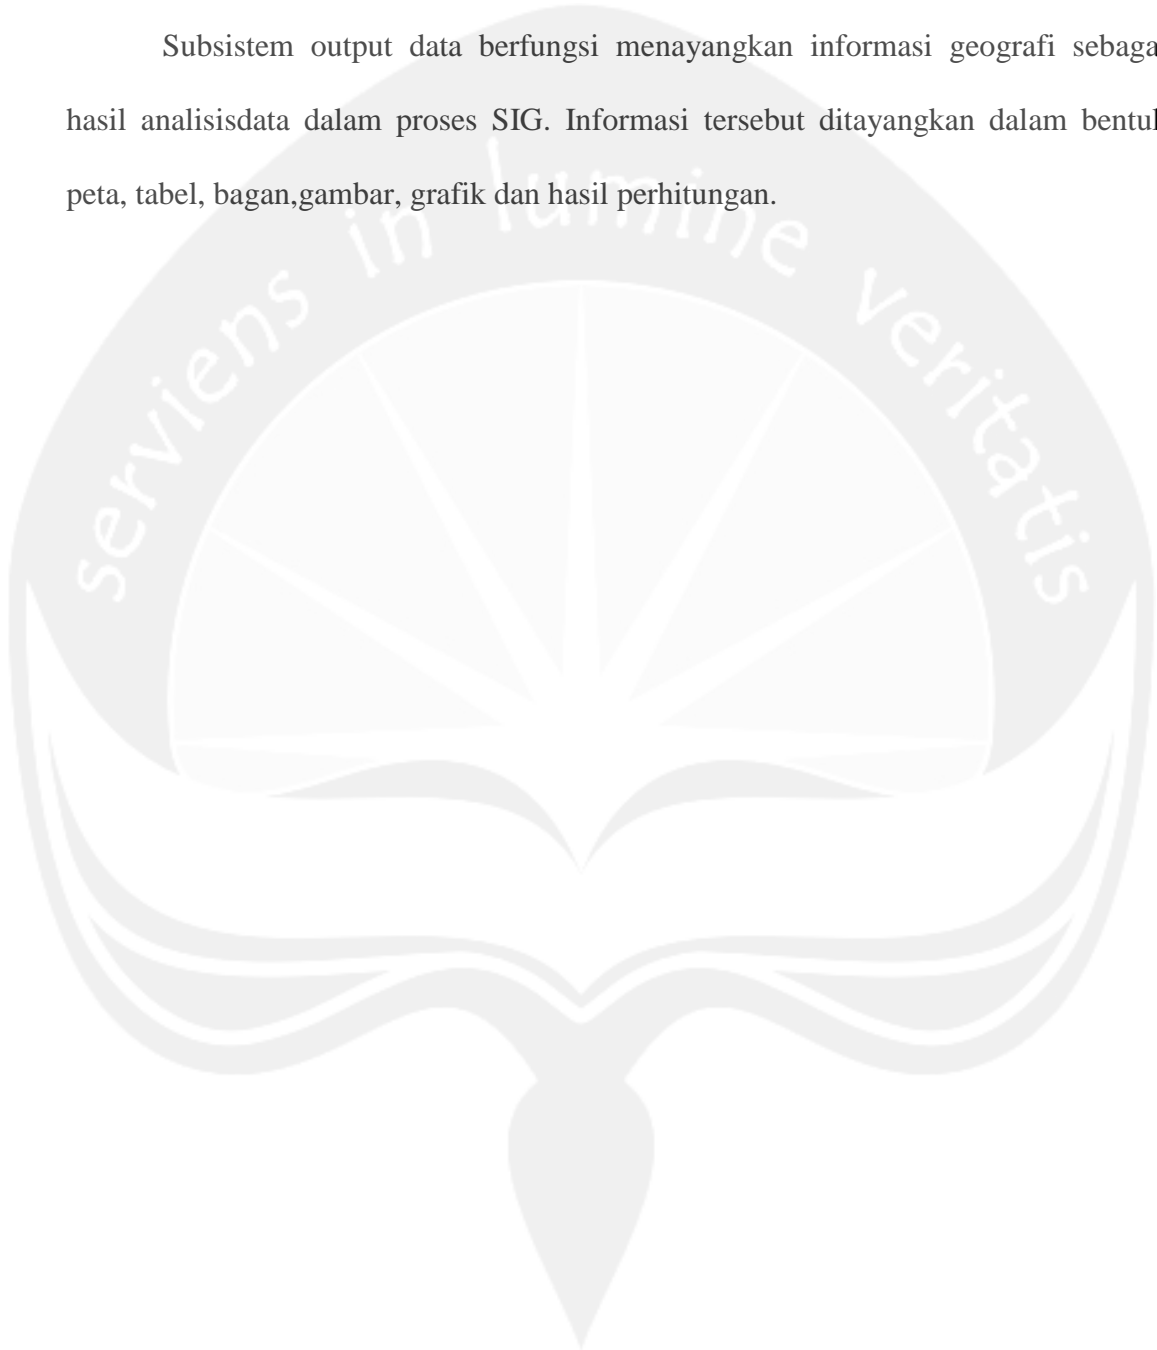 Subsistem output data berfungsi menayangkan informasi geografi sebaga
hasil analisisdata dalam proses SIG. Informasi tersebut ditayangkan dalam bentuk
peta, tabel, bagan,gambar, grafik dan hasil perhitungan.
serviens in lumine veritatis